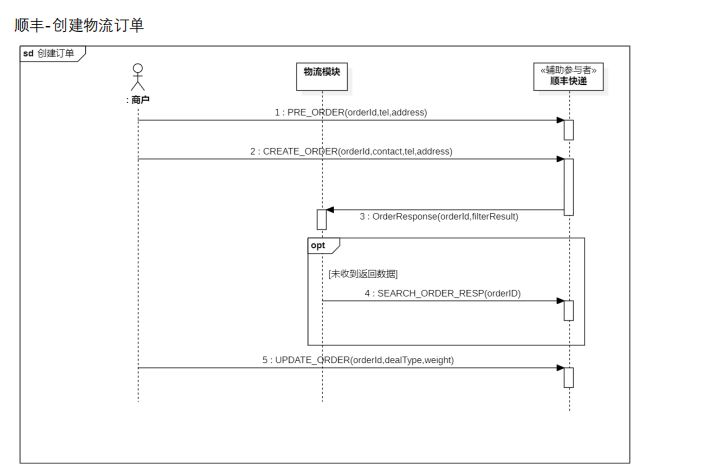 顺丰-创建物流订单
sd 创建订单
: 商户
物流模块
«辅助参与者»
顺丰快递
1 : PRE_ORDER(orderId,tel,address)
2 : CREATE_ORDER(orderId,contact,tel,address)
3 : OrderResponse(orderId,filterResult)
opt
[未收到返回数据]
4 : SEARCH_ORDER_RESP(orderID)
5 : UPDATE_ORDER(orderId,dealType,weight)